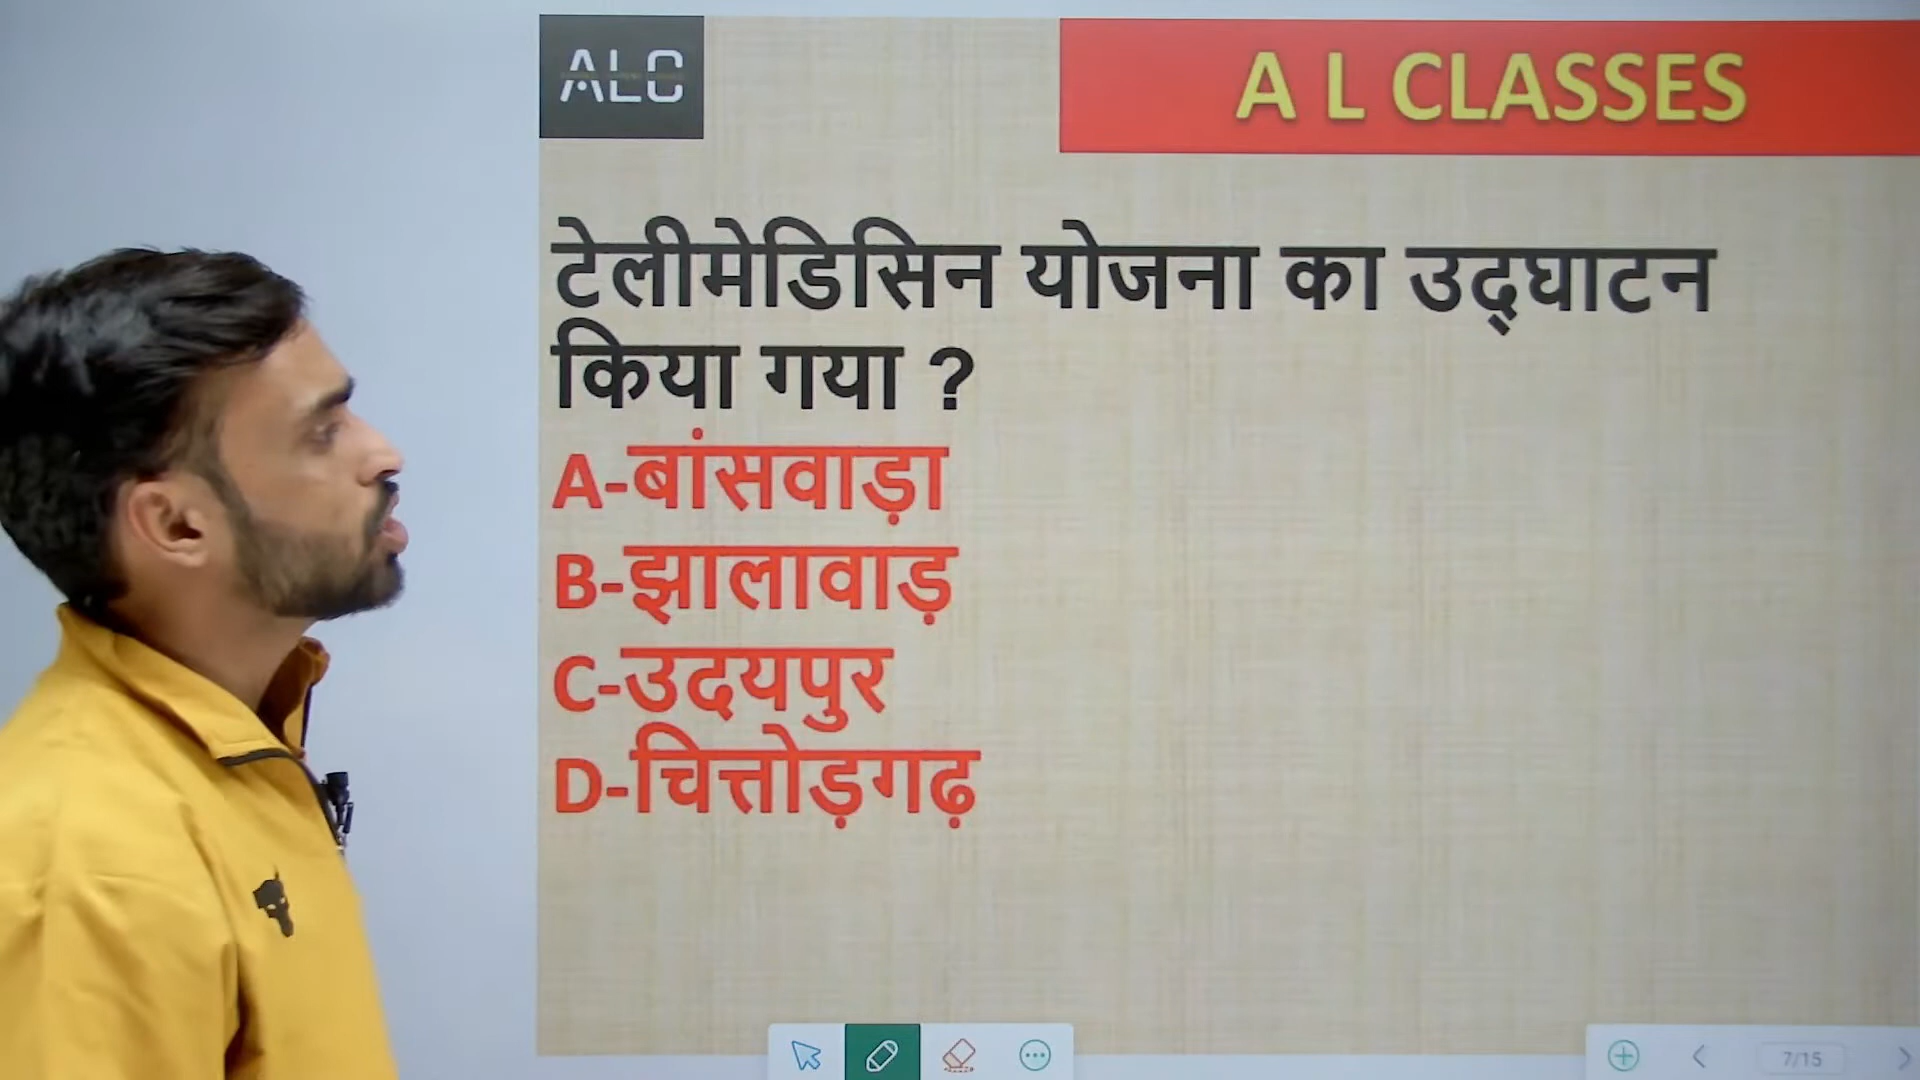 ALC
A L CLASSES
टेलीमेडिसिन योजना का उद्घाटन
किया गया ?
A-बांसवाड़ा
B-झालावाड़
C-उदयपुर
D-चित्तोड़गढ़
7/15